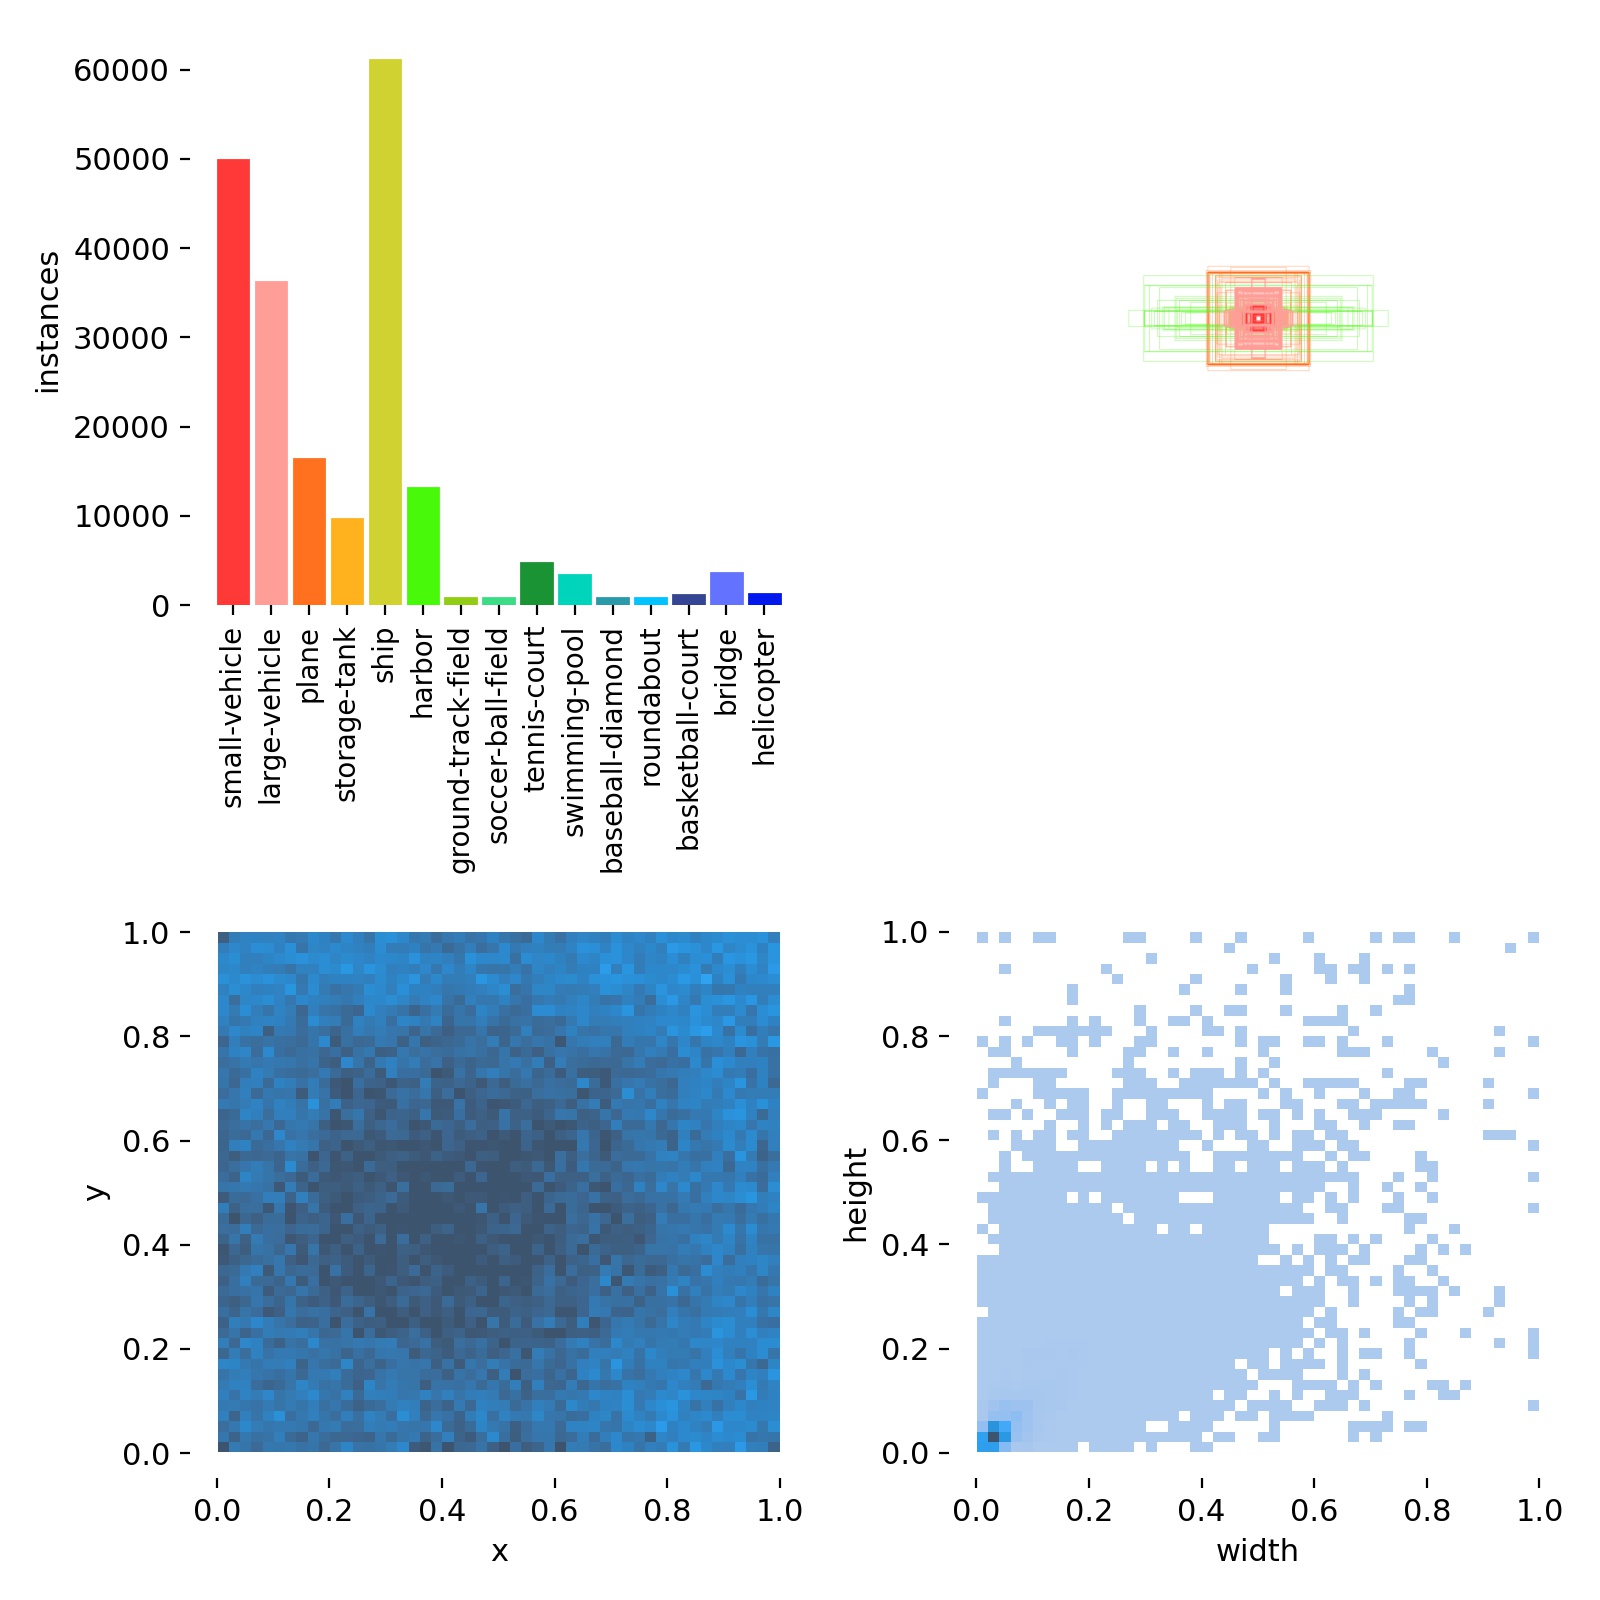 60000
50000
40000
30000
20000
10000
0
instances
small-vehicle
large-vehicle
plane
storage-tank
ship
harbor
ground-track-field
soccer-ball-field
tennis-court
swimming-pool
baseball-diamond
roundabout
basketball-court
bridge
helicopter
1.0
0.8
0.6
0.4
0.2
0.0
y
0.0 0.2 0.4 0.6 0.8 1.0
x
1.0
0.8
0.6
0.4
0.2
0.0
height
0.0 0.2 0.4 0.6 0.8 1.0
width